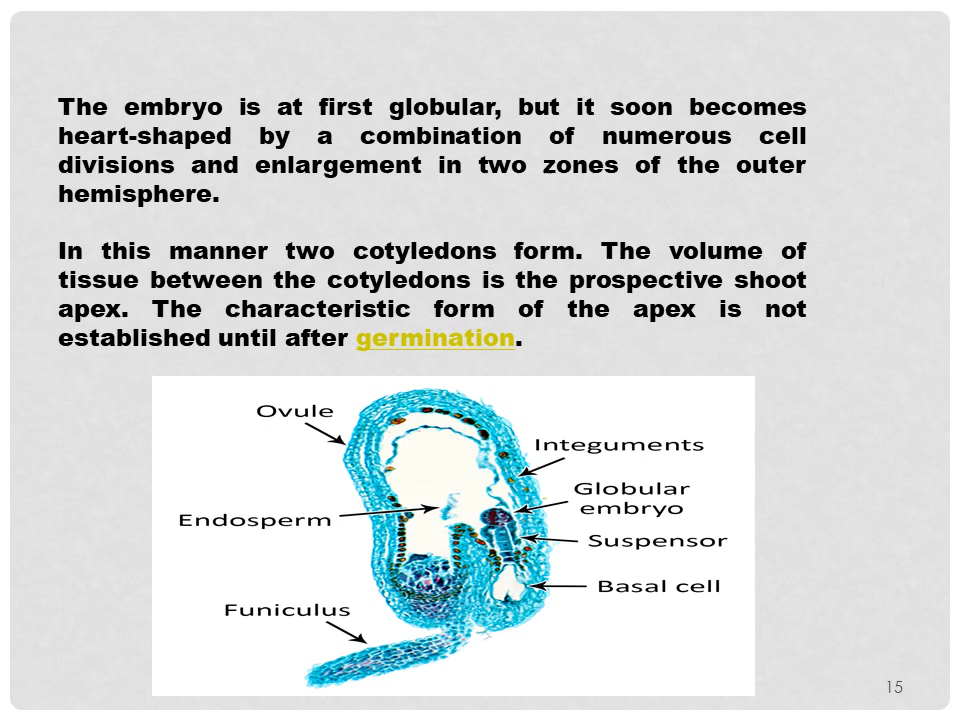 The embryo is at first globular, but it soon becomes
heart-shaped by a combination of numerous cell
divisions and enlargement in two zones of the outer
hemisphere.
In this manner two cotyledons form. The volume of
tissue between the cotyledons is the prospective shoot
apex. The characteristic form of the apex is not
established until after germination.
Ovule
Integuments
Globular
embryo
Endosperm
Suspensor
Basal cell
Funiculus
15